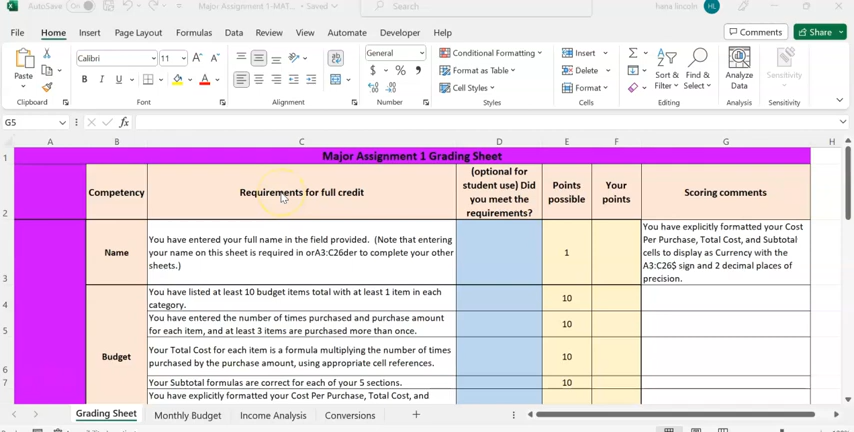 AutoSave On
Major Assignment 1-MAT... • Saved
Search
hana lincoln HL
File Home Insert Draw Page Layout Formulas Data Review View Automate Developer Help Comments Share
Paste
Clipboard
Calibri 11 A^ A˅
B I U A
Font
Alignment
General
$ % 9
Number
Conditional Formatting
Format as Table
Cell Styles
Styles
Insert
Delete
Format
Cells
Sort & Filter
Find & Select
Editing
Analyze Data
Analysis
Sensitivity
Sensitivity
G5 fx
A B C D E F G H
1 Major Assignment 1 Grading Sheet
2 Competency
Requirements for full credit
(optional for
student use) Did
you meet the
requirements?
Points
possible
Your
points
Scoring comments
3 Name
You have entered your full name in the field provided. (Note that entering
your name on this sheet is required in orA3:C26der to complete your other
sheets.)
1
You have explicitly formatted your Cost
Per Purchase, Total Cost, and Subtotal
cells to display as Currency with the
A3:C26$ sign and 2 decimal places of
precision.
4 You have listed at least 10 budget items total with at least 1 item in each
category.
10
5 You have entered the number of times purchased and purchase amount
for each item, and at least 3 items are purchased more than once.
10
Budget
6 Your Total Cost for each item is a formula multiplying the number of times
purchased by the purchase amount, using appropriate cell references.
10
7 Your Subtotal formulas are correct for each of your 5 sections.
10
You have explicitly formatted your Cost Per Purchase, Total Cost, and
Grading Sheet Monthly Budget Income Analysis Conversions +